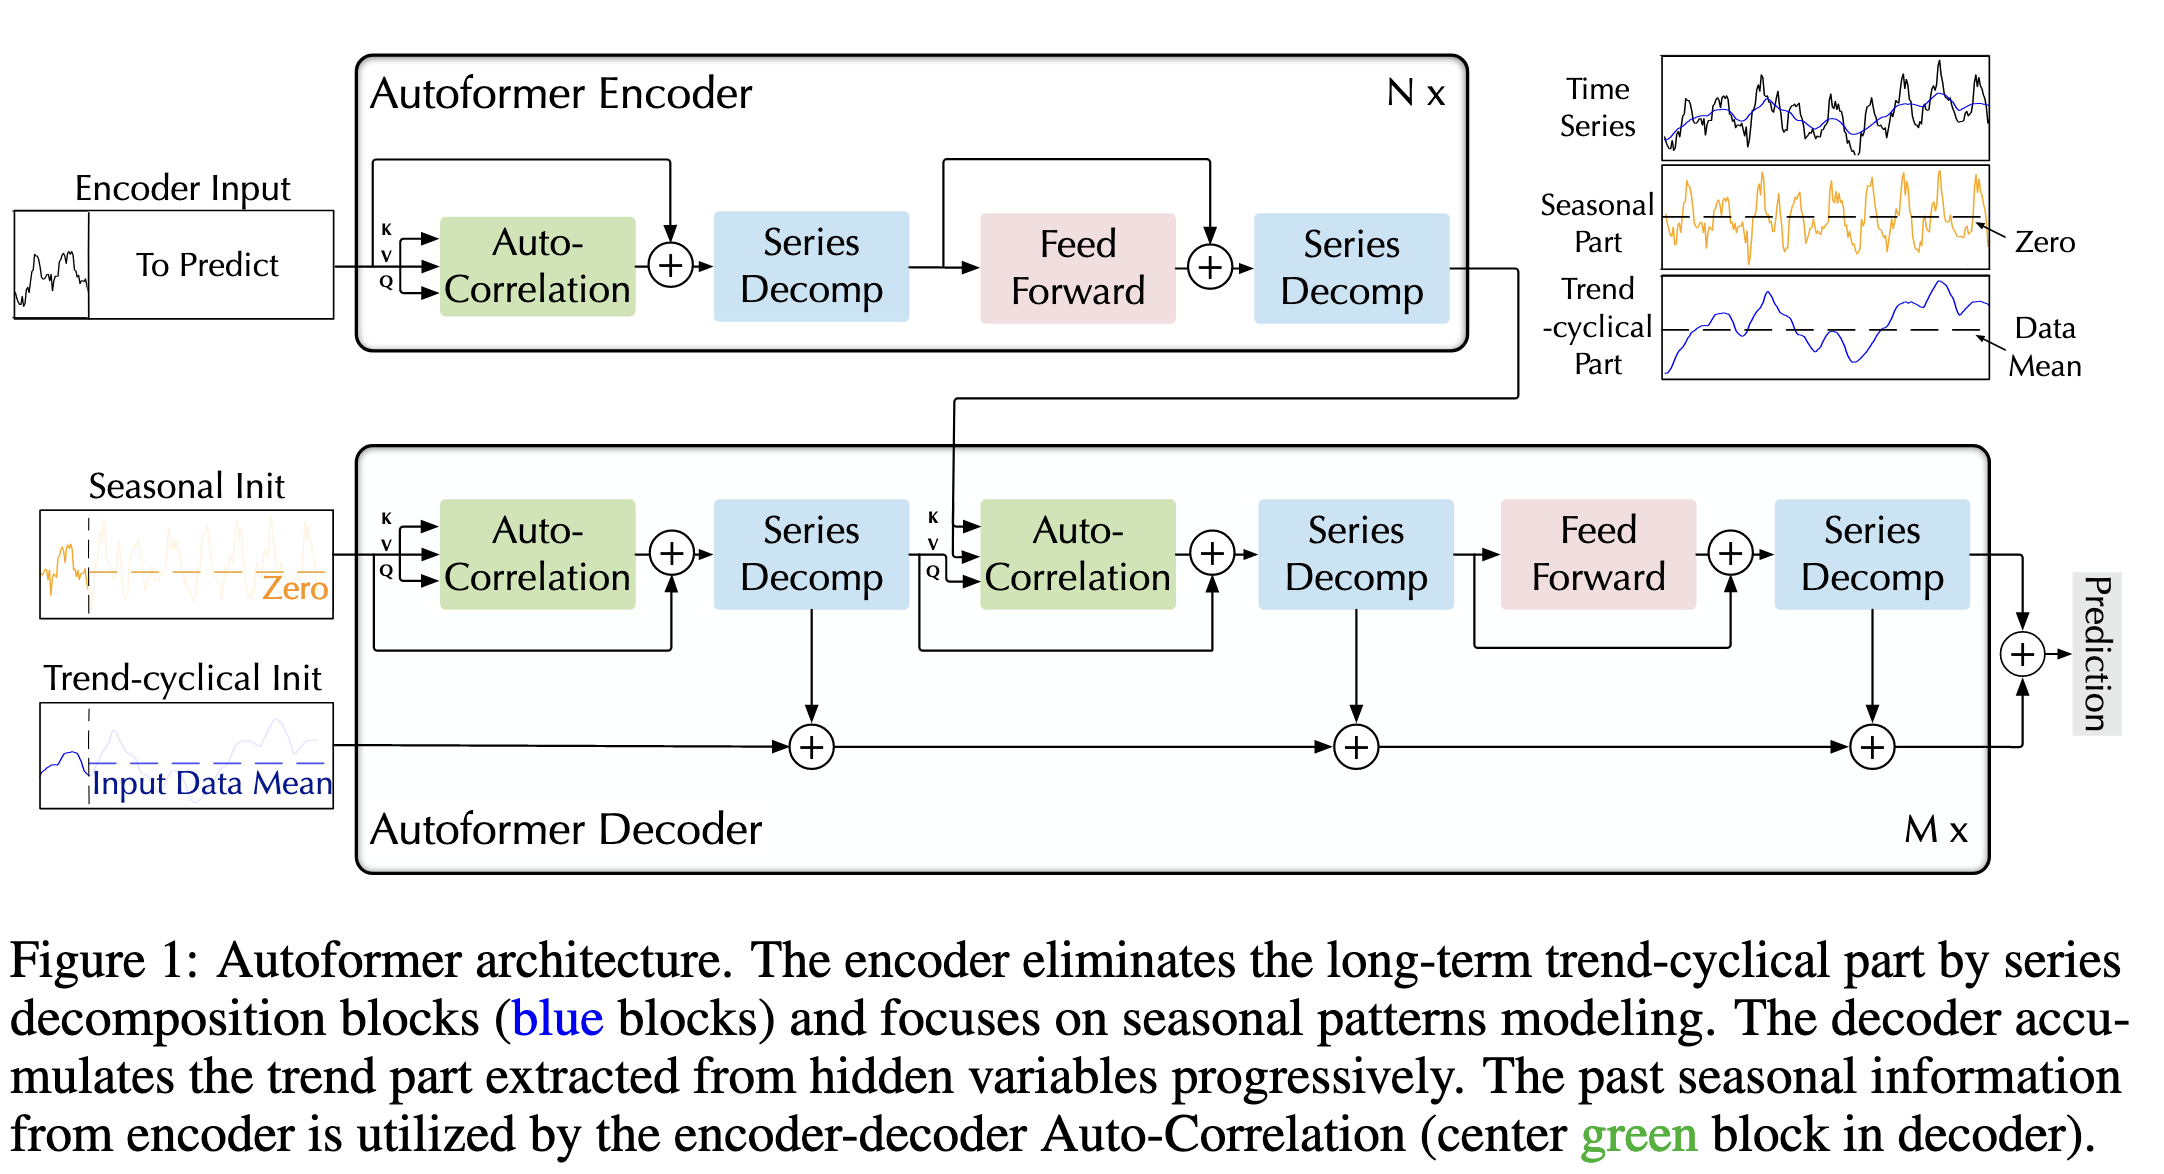 Autoformer Encoder
N x
Encoder Input
To Predict
K
V
Q
Auto-
Correlation
+
Series
Decomp
Feed
Forward
+
Series
Decomp
Time
Series
Seasonal
Part
Zero
Trend
-cyclical
Part
Data
Mean
Seasonal Init
Zero
K
V
Q
Auto-
Correlation
+
Series
Decomp
K
V
Q
Auto-
Correlation
+
Series
Decomp
Feed
Forward
+
Series
Decomp
+
Prediction
Trend-cyclical Init
Input Data Mean
+
+
+
Autoformer Decoder
M x
Figure 1: Autoformer architecture. The encoder eliminates the long-term trend-cyclical part by series
decomposition blocks (blue blocks) and focuses on seasonal patterns modeling. The decoder accu-
mulates the trend part extracted from hidden variables progressively. The past seasonal information
from encoder is utilized by the encoder-decoder Auto-Correlation (center green block in decoder).